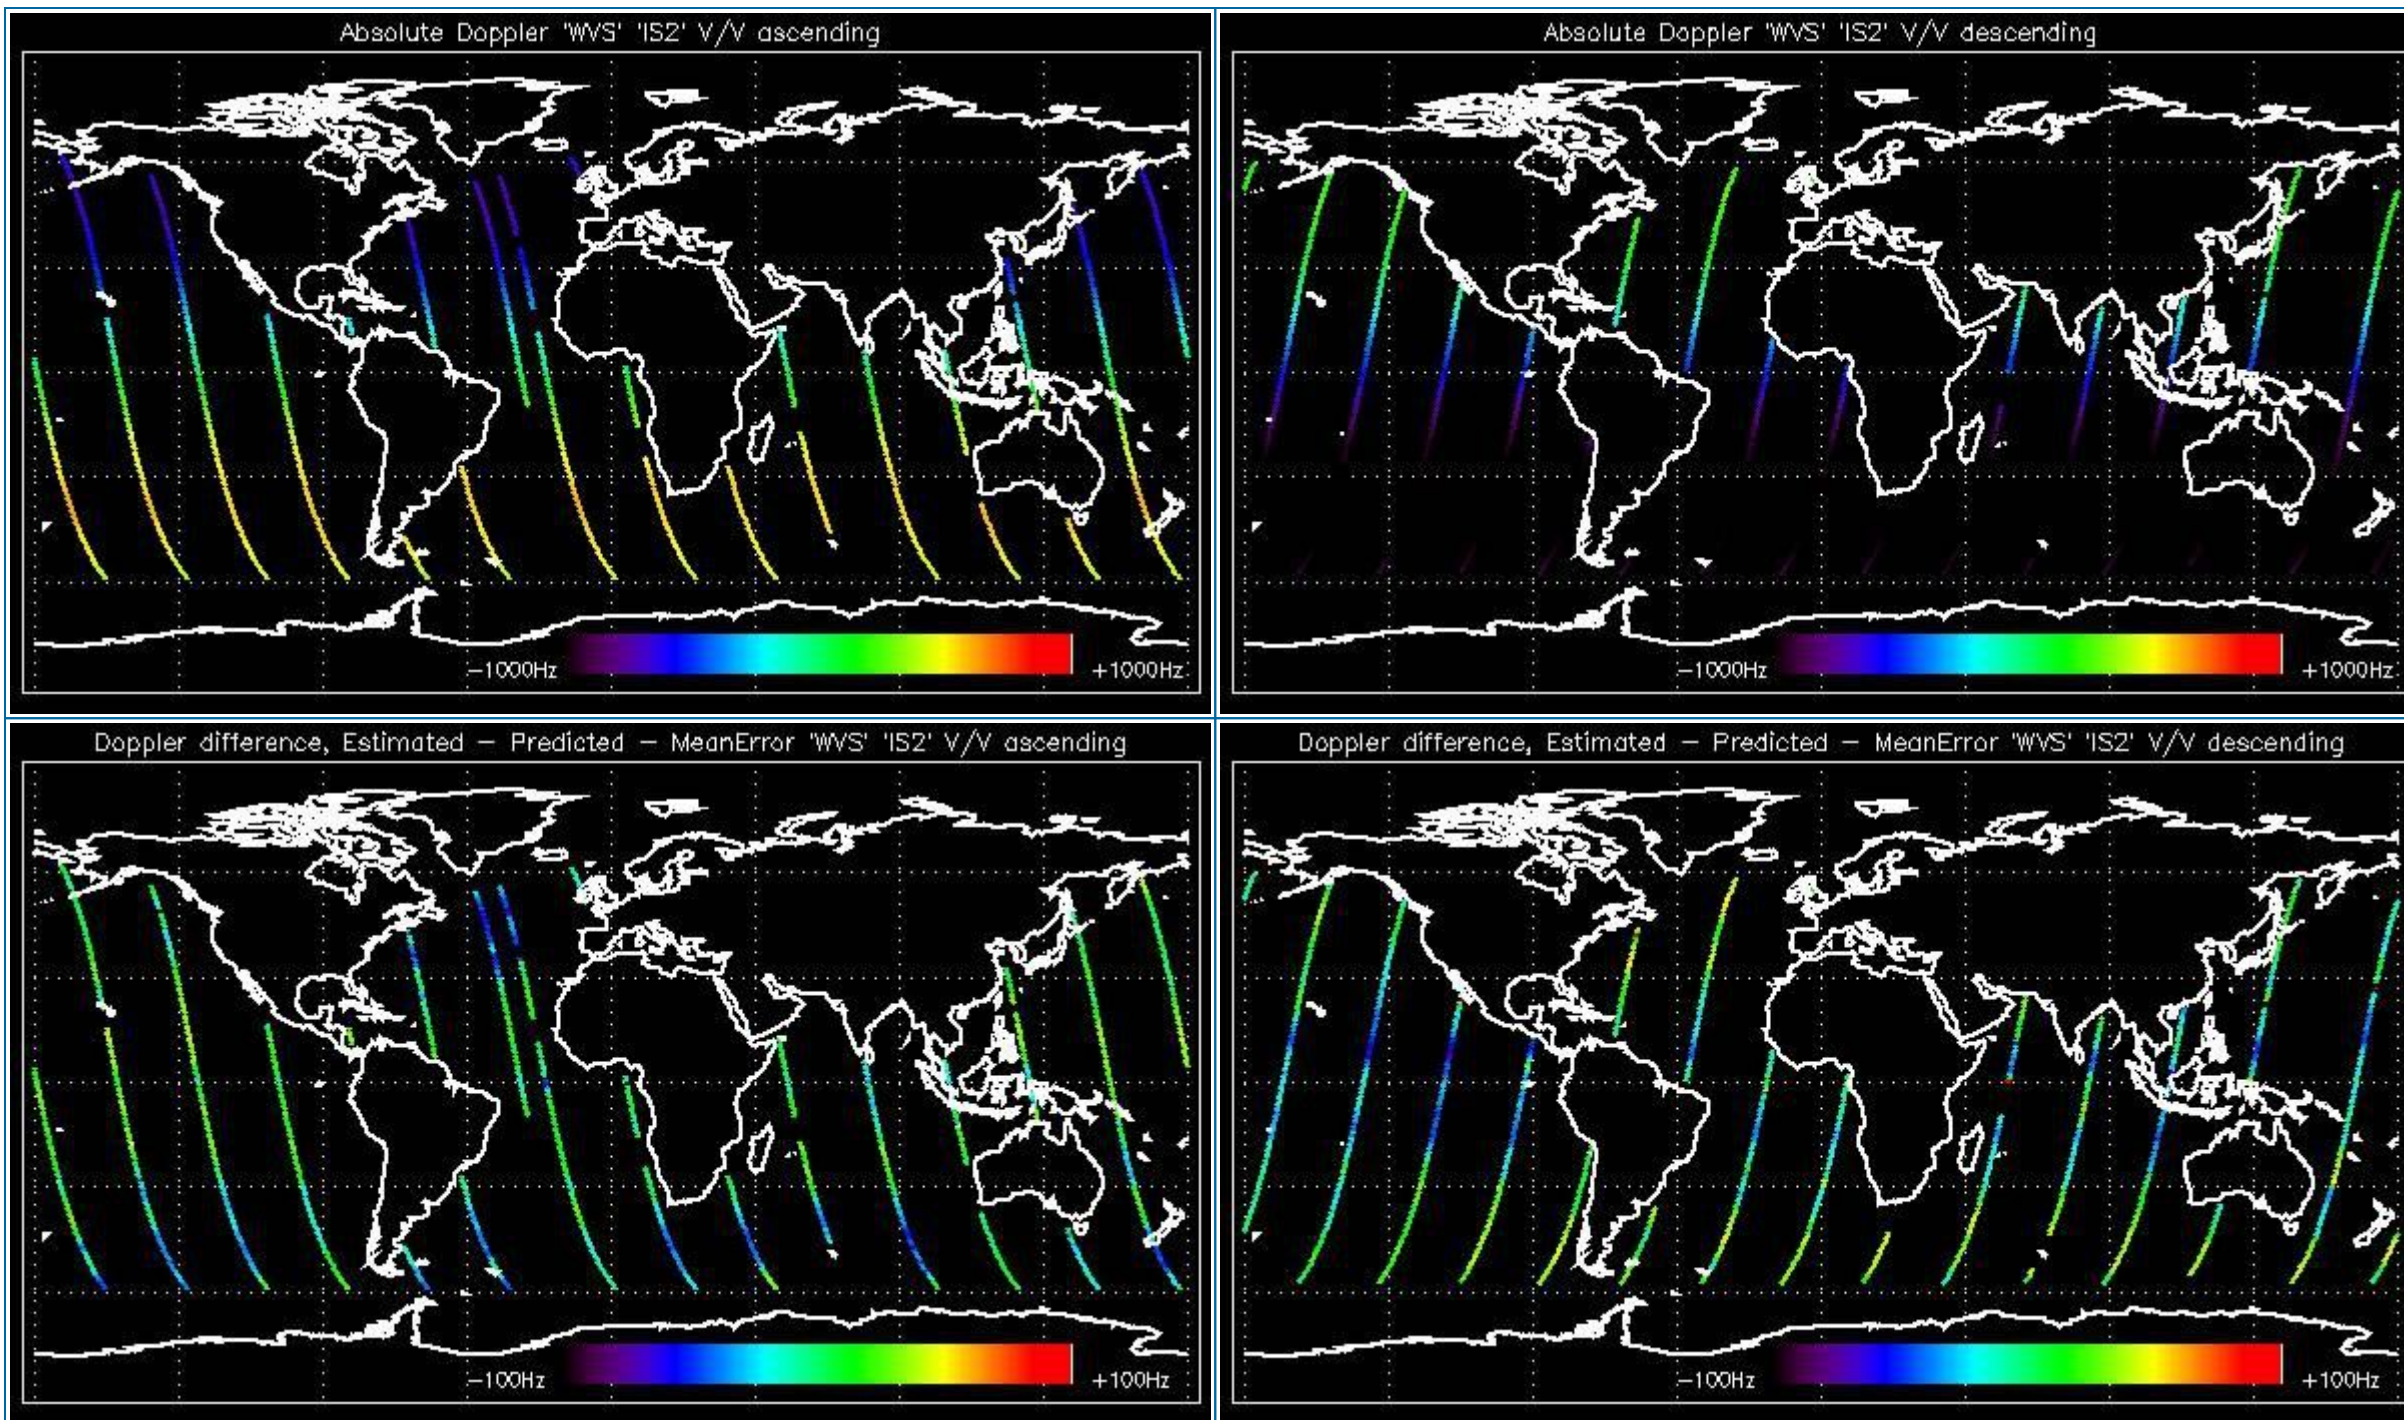 Absolute Doppler 'WVS' 'IS2' V/V ascending
-1000Hz
+1000Hz
Absolute Doppler 'WVS' 'IS2' V/V descending
-1000Hz
+1000Hz
Doppler difference, Estimated - Predicted - MeanError 'WVS' 'IS2' V/V ascending
-100Hz
+100Hz
Doppler difference, Estimated - Predicted - MeanError 'WVS' 'IS2' V/V descending
-100Hz
+100Hz